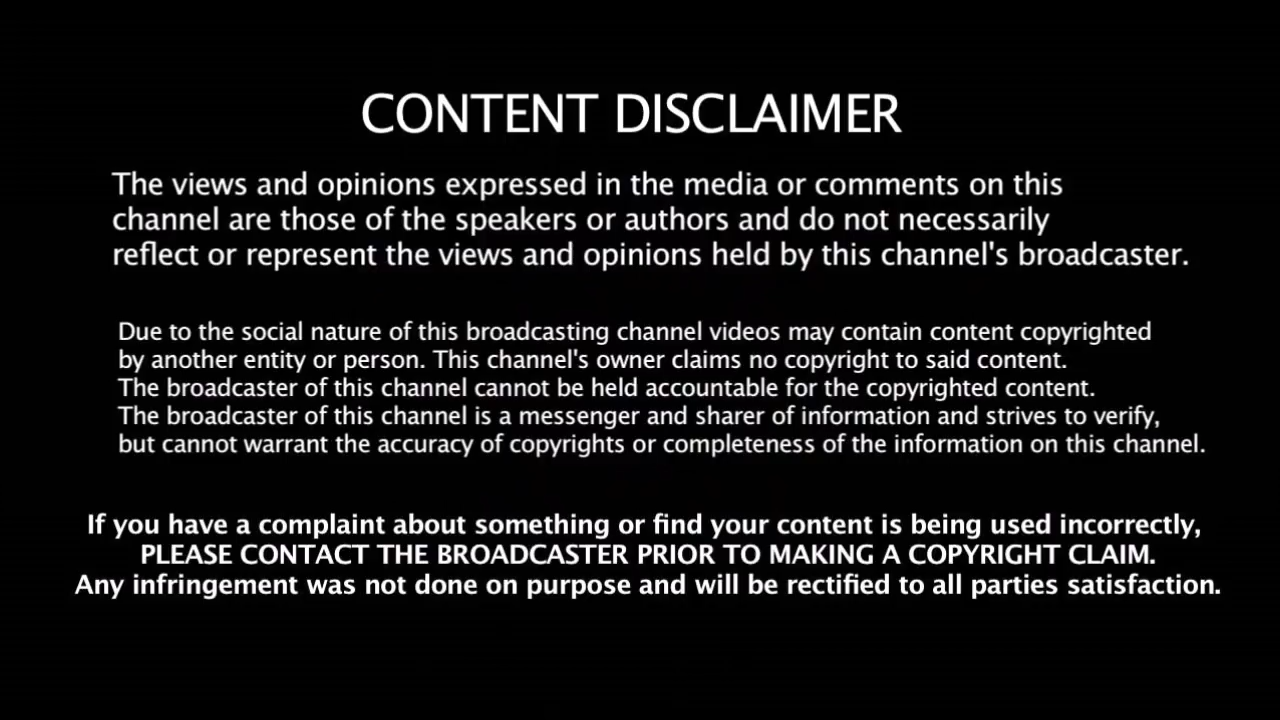 CONTENT DISCLAIMER
The views and opinions expressed in the media or comments on this
channel are those of the speakers or authors and do not necessarily
reflect or represent the views and opinions held by this channel's broadcaster.
Due to the social nature of this broadcasting channel videos may contain content copyrighted
by another entity or person. This channel's owner claims no copyright to said content.
The broadcaster of this channel cannot be held accountable for the copyrighted content.
The broadcaster of this channel is a messenger and sharer of information and strives to verify,
but cannot warrant the accuracy of copyrights or completeness of the information on this channel.
If you have a complaint about something or find your content is being used incorrectly,
PLEASE CONTACT THE BROADCASTER PRIOR TO MAKING A COPYRIGHT CLAIM.
Any infringement was not done on purpose and will be rectified to all parties satisfaction.